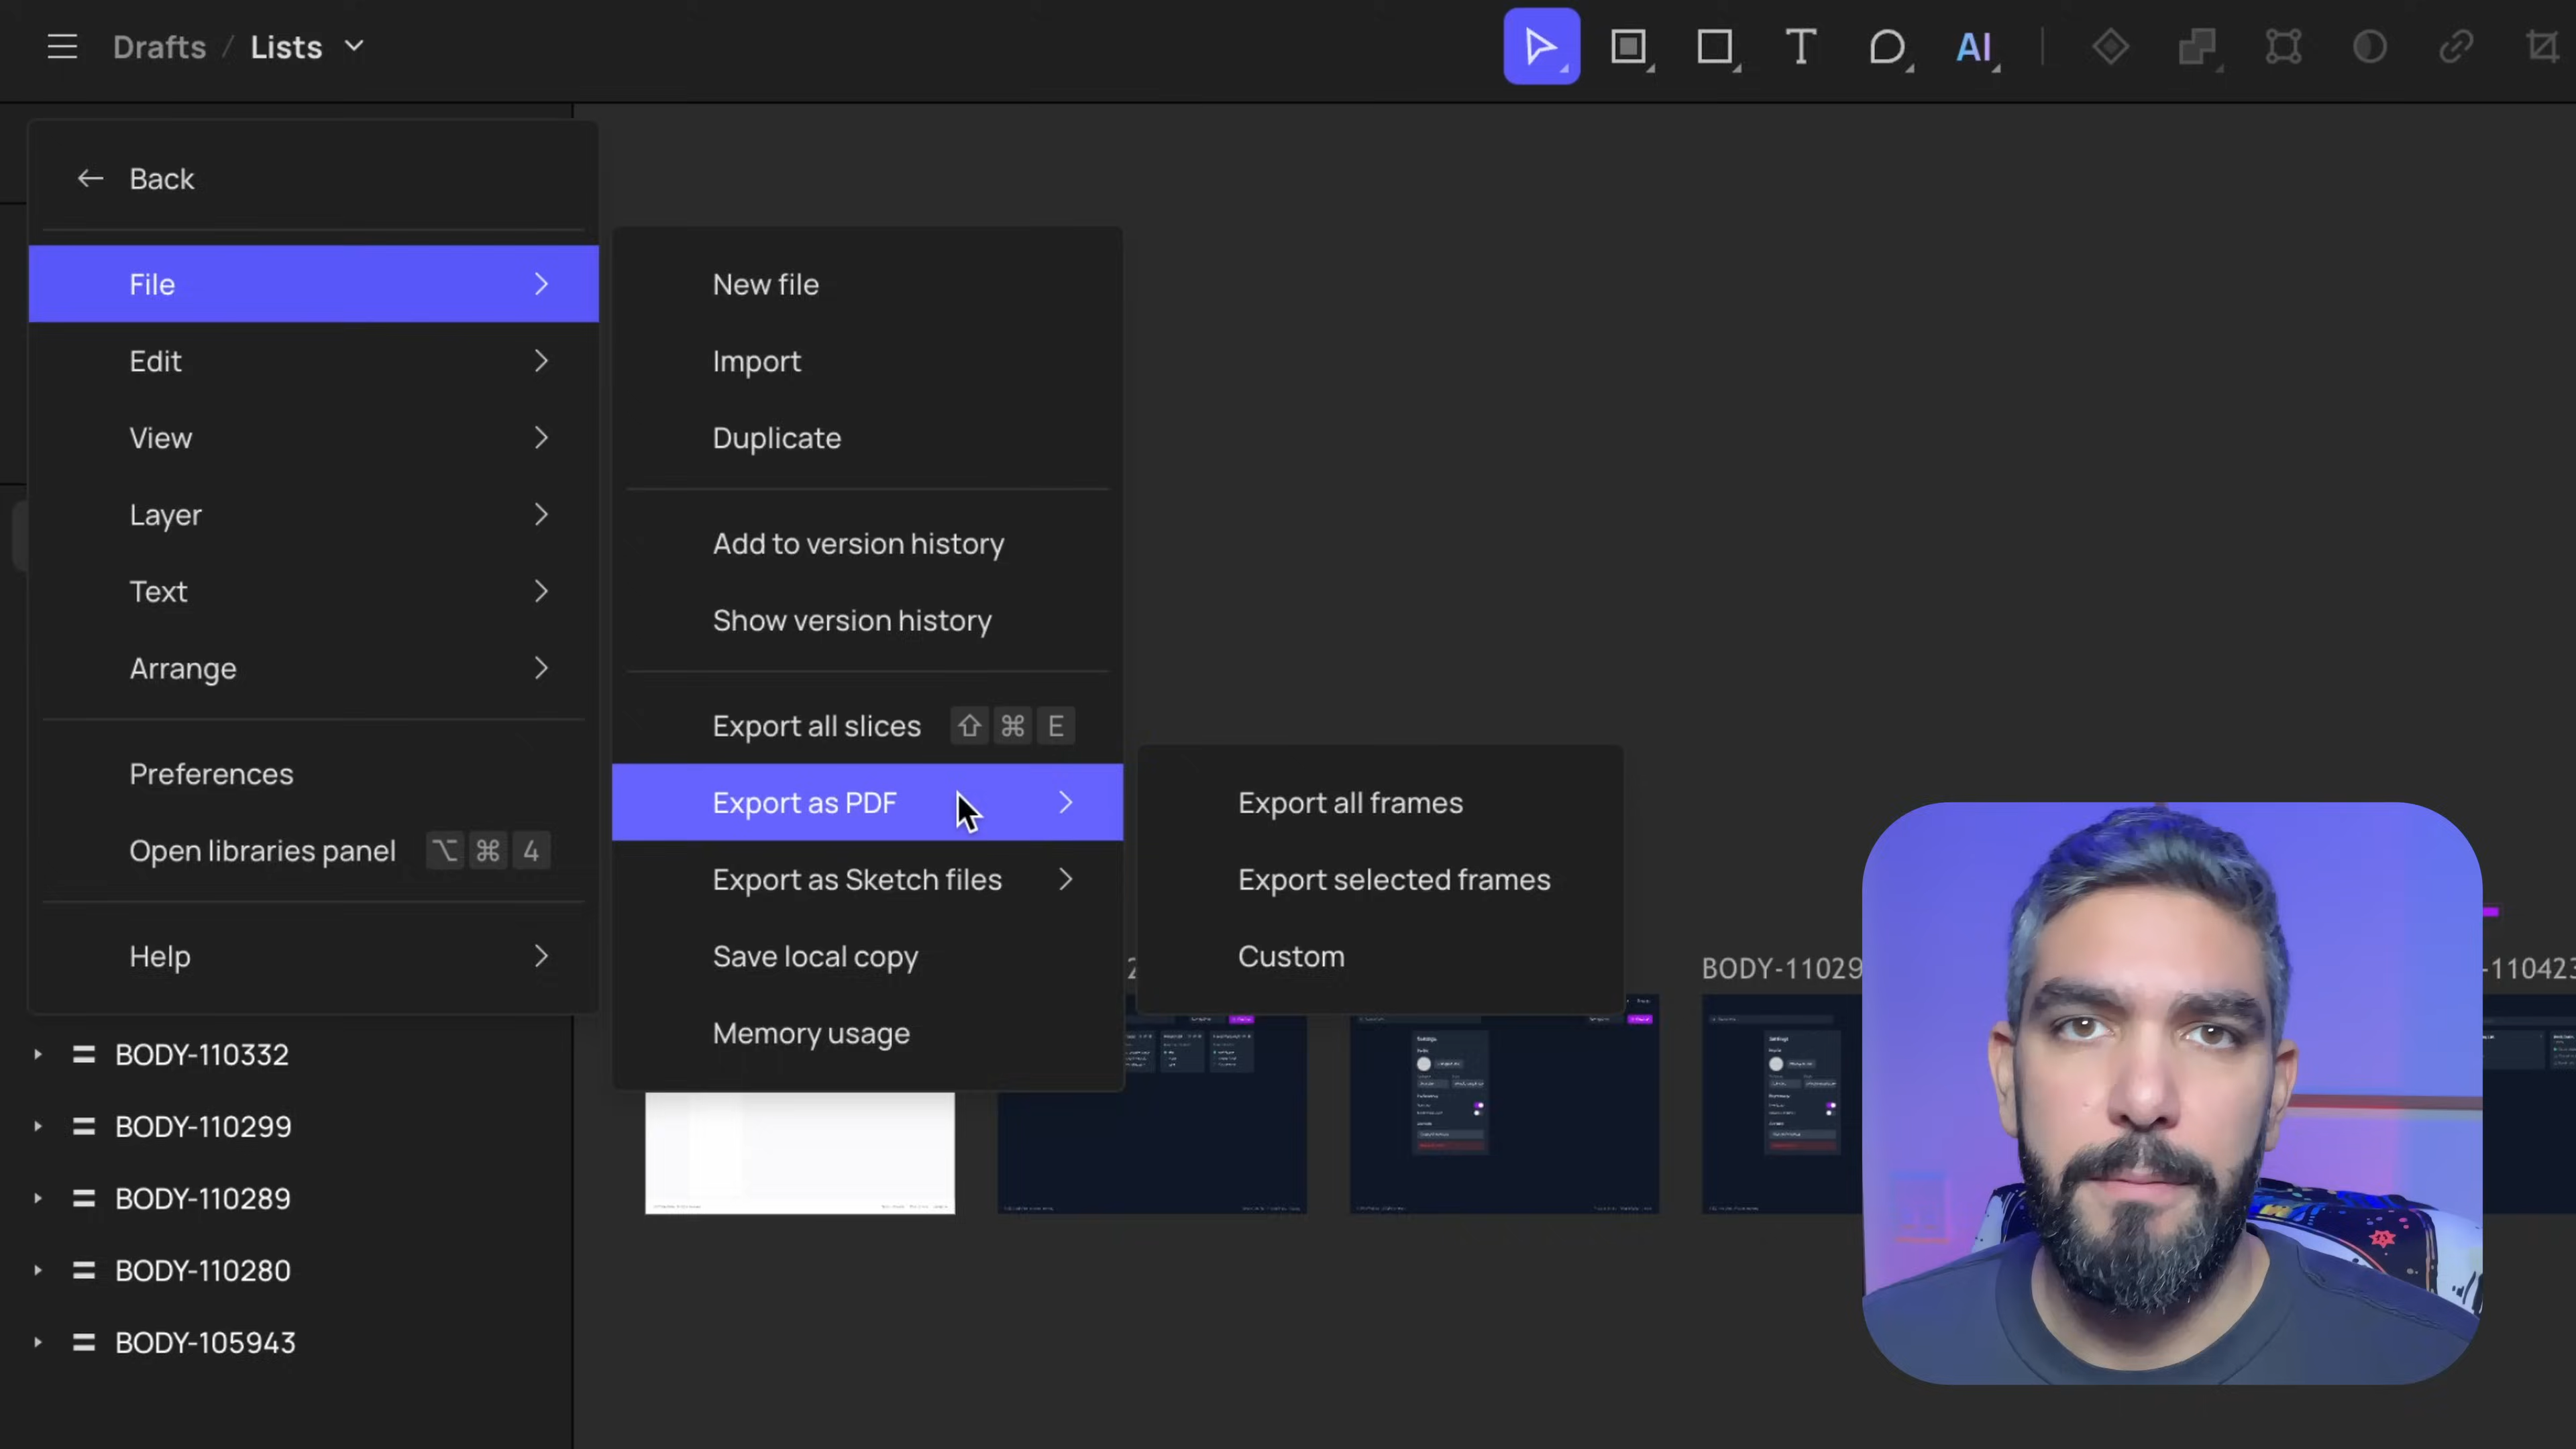 Drafts / Lists
T
AI
Back
File
Edit
View
Layer
Text
Arrange
Preferences
Open libraries panel ⌥ ⌘ 4
Help
New file
Import
Duplicate
Add to version history
Show version history
Export all slices ⇧ ⌘ E
Export as PDF
Export as Sketch files
Save local copy
Memory usage
Export all frames
Export selected frames
Custom
BODY-11029
-110423
BODY-110332
BODY-110299
BODY-110289
BODY-110280
BODY-105943
Settings
Settings